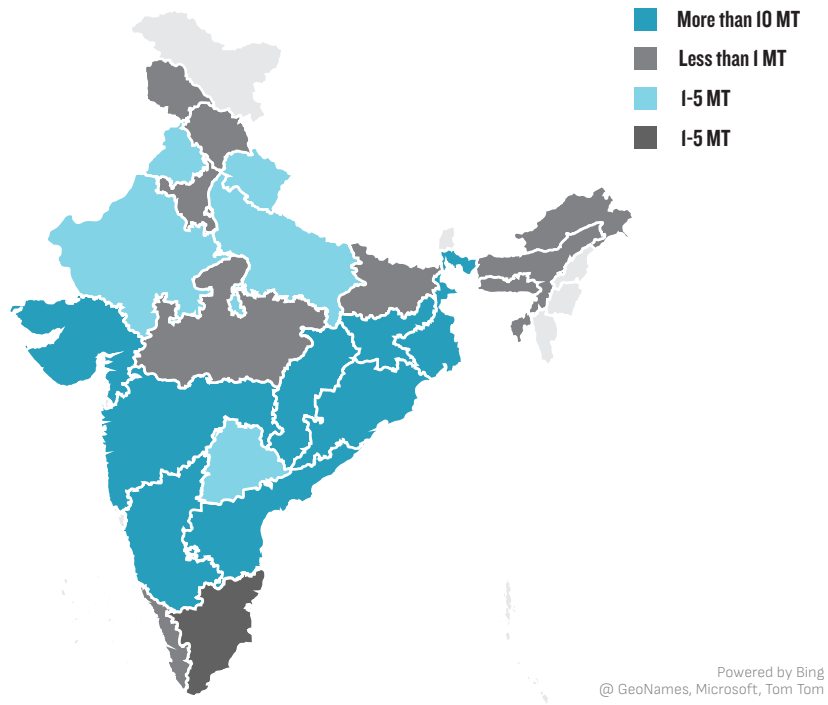 More than 10 MT
Less than 1 MT
1-5 MT
1-5 MT
Powered by Bing
@ GeoNames, Microsoft, Tom Tom